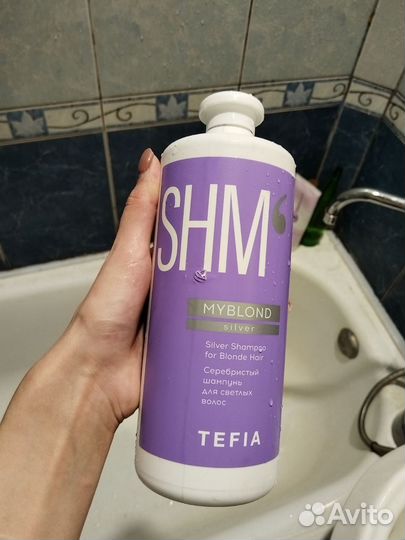 SHM'
MYBLOND
silver
Silver Shampoo
for Blonde Hair
Серебристый
шампунь
для светлых
волос
TEFIA
Avito